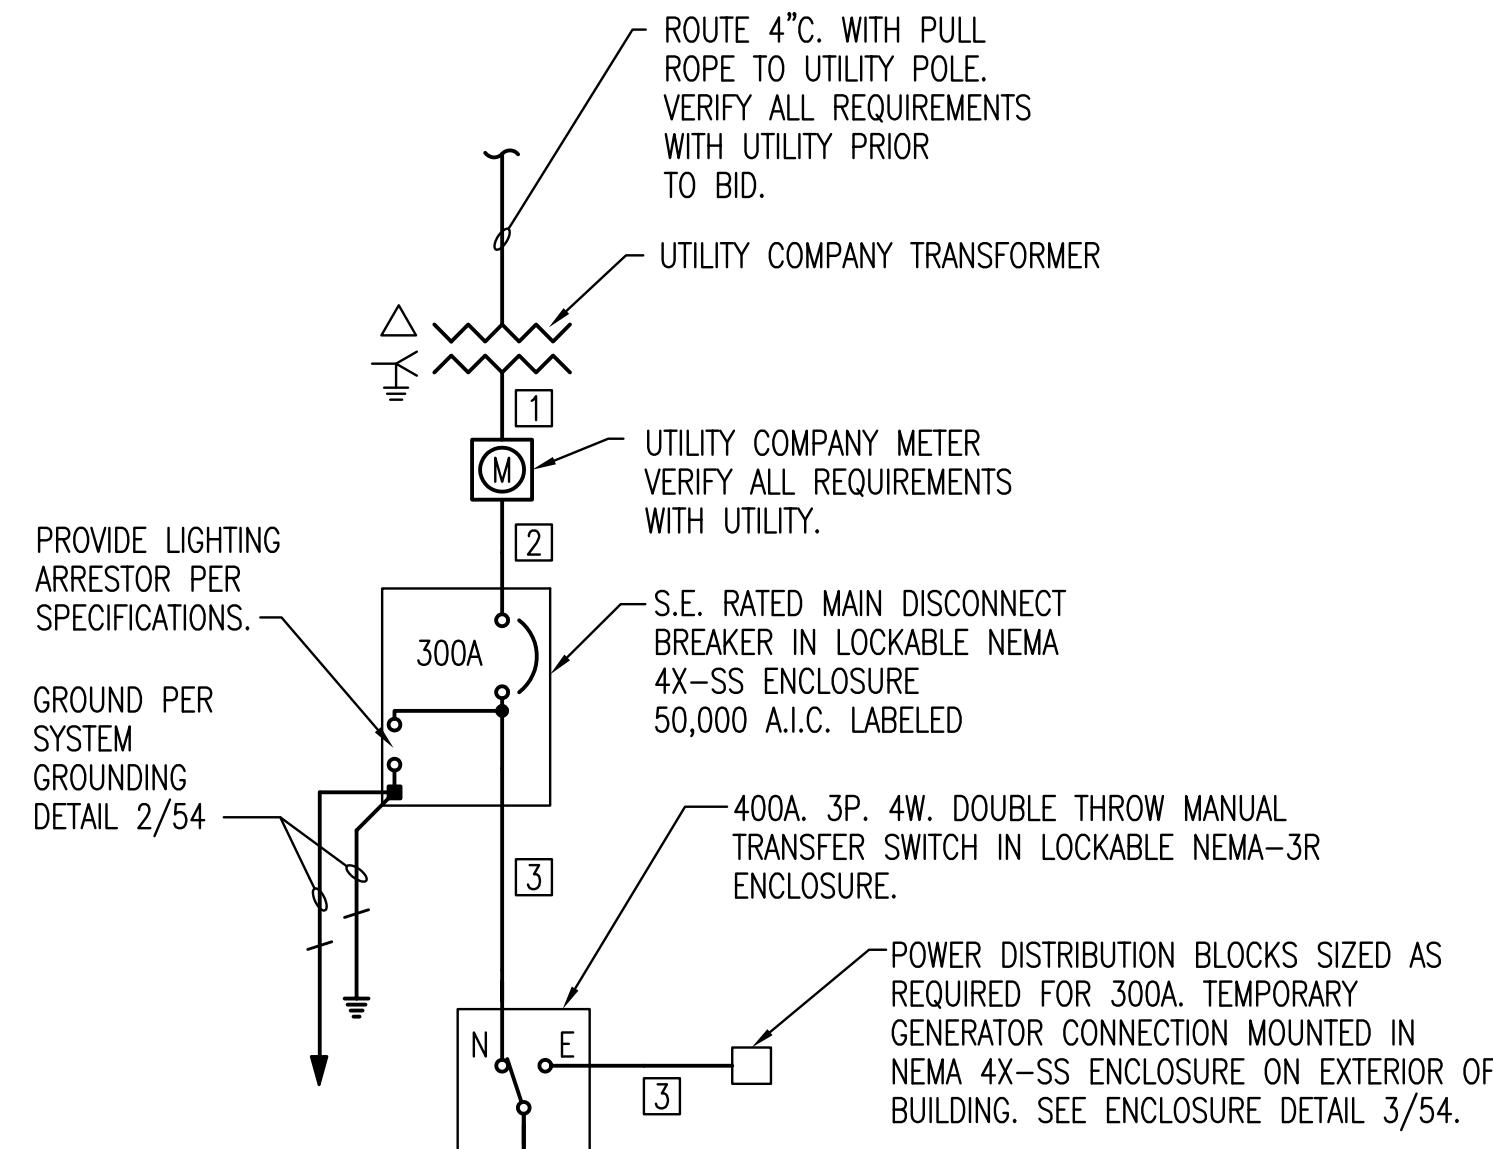 ROUTE 4"C. WITH PULL
ROPE TO UTILITY POLE.
VERIFY ALL REQUIREMENTS
WITH UTILITY PRIOR
TO BID.
UTILITY COMPANY TRANSFORMER
1
M
UTILITY COMPANY METER
VERIFY ALL REQUIREMENTS
WITH UTILITY.
2
PROVIDE LIGHTING
ARRESTOR PER
SPECIFICATIONS.
300A
S.E. RATED MAIN DISCONNECT
BREAKER IN LOCKABLE NEMA
4X-SS ENCLOSURE
50,000 A.I.C. LABELED
GROUND PER
SYSTEM
GROUNDING
DETAIL 2/54
3
400A. 3P. 4W. DOUBLE THROW MANUAL
TRANSFER SWITCH IN LOCKABLE NEMA-3R
ENCLOSURE.
N
E
3
POWER DISTRIBUTION BLOCKS SIZED AS
REQUIRED FOR 300A. TEMPORARY
GENERATOR CONNECTION MOUNTED IN
NEMA 4X-SS ENCLOSURE ON EXTERIOR OF
BUILDING. SEE ENCLOSURE DETAIL 3/54.